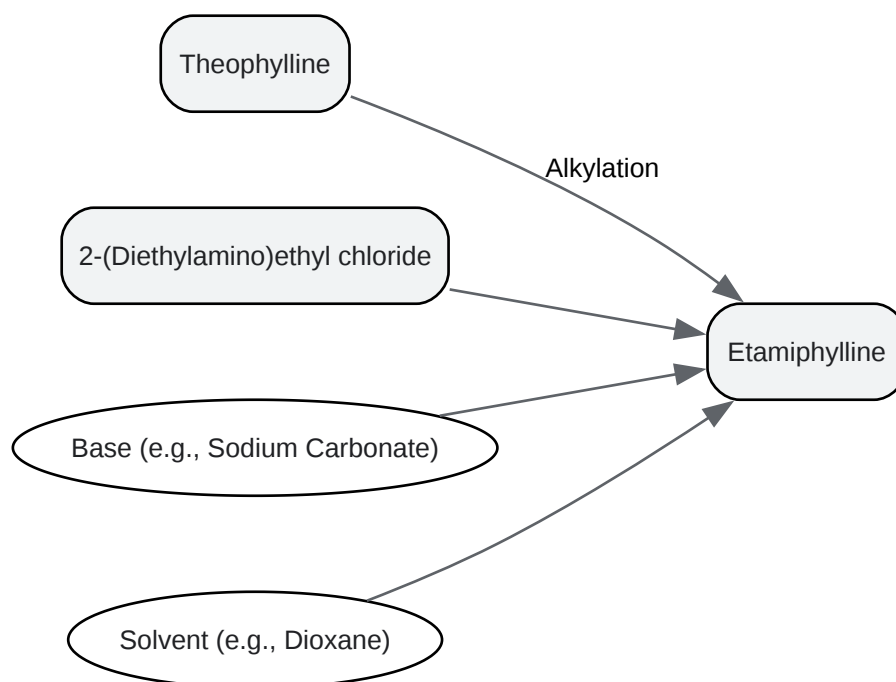 Theophylline
Alkylation
2-(Diethylamino)ethyl chloride
Etamiphylline
Base (e.g., Sodium Carbonate)
Solvent (e.g., Dioxane)